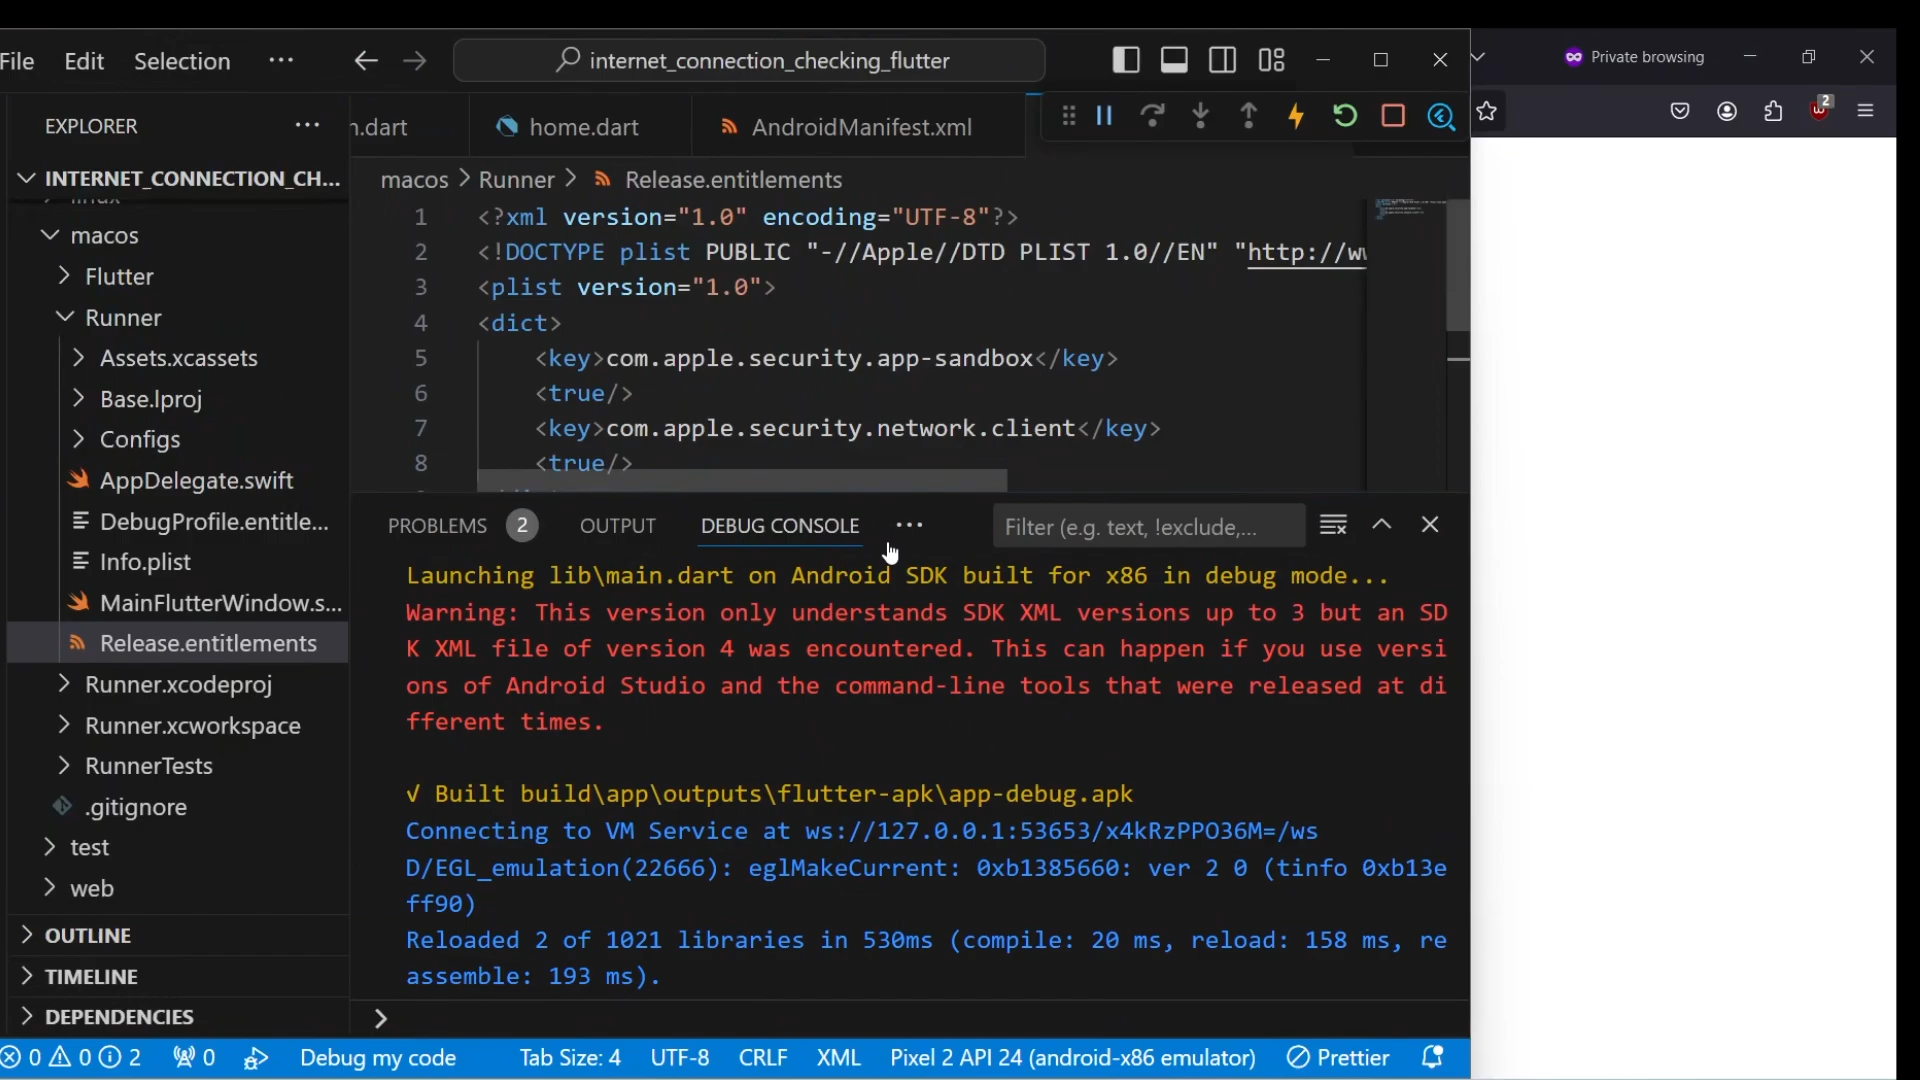 File Edit Selection ··· internet_connection_checking_flutter
Private browsing
2
EXPLORER ···
n.dart home.dart AndroidManifest.xml
INTERNET_CONNECTION_CH...
macos
Flutter
Runner
Assets.xcassets
Base.lproj
Configs
AppDelegate.swift
DebugProfile.entitle...
Info.plist
MainFlutterWindow.s...
Release.entitlements
Runner.xcodeproj
Runner.xcworkspace
RunnerTests
.gitignore
test
web
OUTLINE
TIMELINE
DEPENDENCIES
macos > Runner > Release.entitlements
1 <?xml version="1.0" encoding="UTF-8"?>
2 <!DOCTYPE plist PUBLIC "-//Apple//DTD PLIST 1.0//EN" "http://w
3 <plist version="1.0">
4 <dict>
5 <key>com.apple.security.app-sandbox</key>
6 <true/>
7 <key>com.apple.security.network.client</key>
8 <true/>
PROBLEMS 2 OUTPUT DEBUG CONSOLE ··· Filter (e.g. text, !exclude,...
Launching lib\main.dart on Android SDK built for x86 in debug mode...
Warning: This version only understands SDK XML versions up to 3 but an SD
K XML file of version 4 was encountered. This can happen if you use versi
ons of Android Studio and the command-line tools that were released at di
fferent times.
√ Built build\app\outputs\flutter-apk\app-debug.apk
Connecting to VM Service at ws://127.0.0.1:53653/x4kRzPPO36M=/ws
D/EGL_emulation(22666): eglMakeCurrent: 0xb1385660: ver 2 0 (tinfo 0xb13e
ff90)
Reloaded 2 of 1021 libraries in 530ms (compile: 20 ms, reload: 158 ms, re
assemble: 193 ms).
>
0 0 2 0 Debug my code Tab Size: 4 UTF-8 CRLF XML Pixel 2 API 24 (android-x86 emulator) Prettier